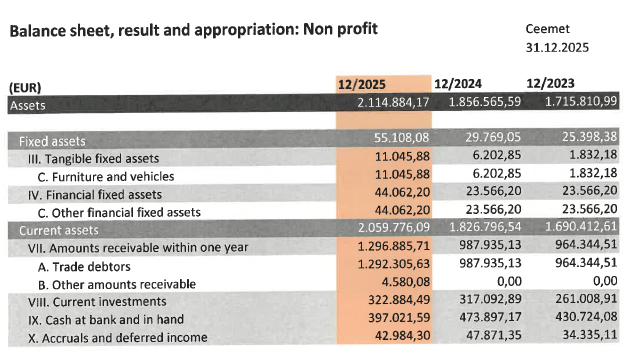 Balance sheet, result and appropriation: Non profit
Ceemet
31.12.2025
(EUR) 12/2025 12/2024 12/2023
Assets 2.114.884,17 1.856.565,59 1.715.810,99
Fixed assets 55.108,08 29.769,05 25.398,38
III. Tangible fixed assets 11.045,88 6.202,85 1.832,18
C. Furniture and vehicles 11.045,88 6.202,85 1.832,18
IV. Financial fixed assets 44.062,20 23.566,20 23.566,20
C. Other financial fixed assets 44.062,20 23.566,20 23.566,20
Current assets 2.059.776,09 1.826.796,54 1.690.412,61
VII. Amounts receivable within one year 1.296.885,71 987.935,13 964.344,51
A. Trade debtors 1.292.305,63 987.935,13 964.344,51
B. Other amounts receivable 4.580,08 0,00 0,00
VIII. Current investments 322.884,49 317.092,89 261.008,91
IX. Cash at bank and in hand 397.021,59 473.897,17 430.724,08
X. Accruals and deferred income 42.984,30 47.871,35 34.335,11